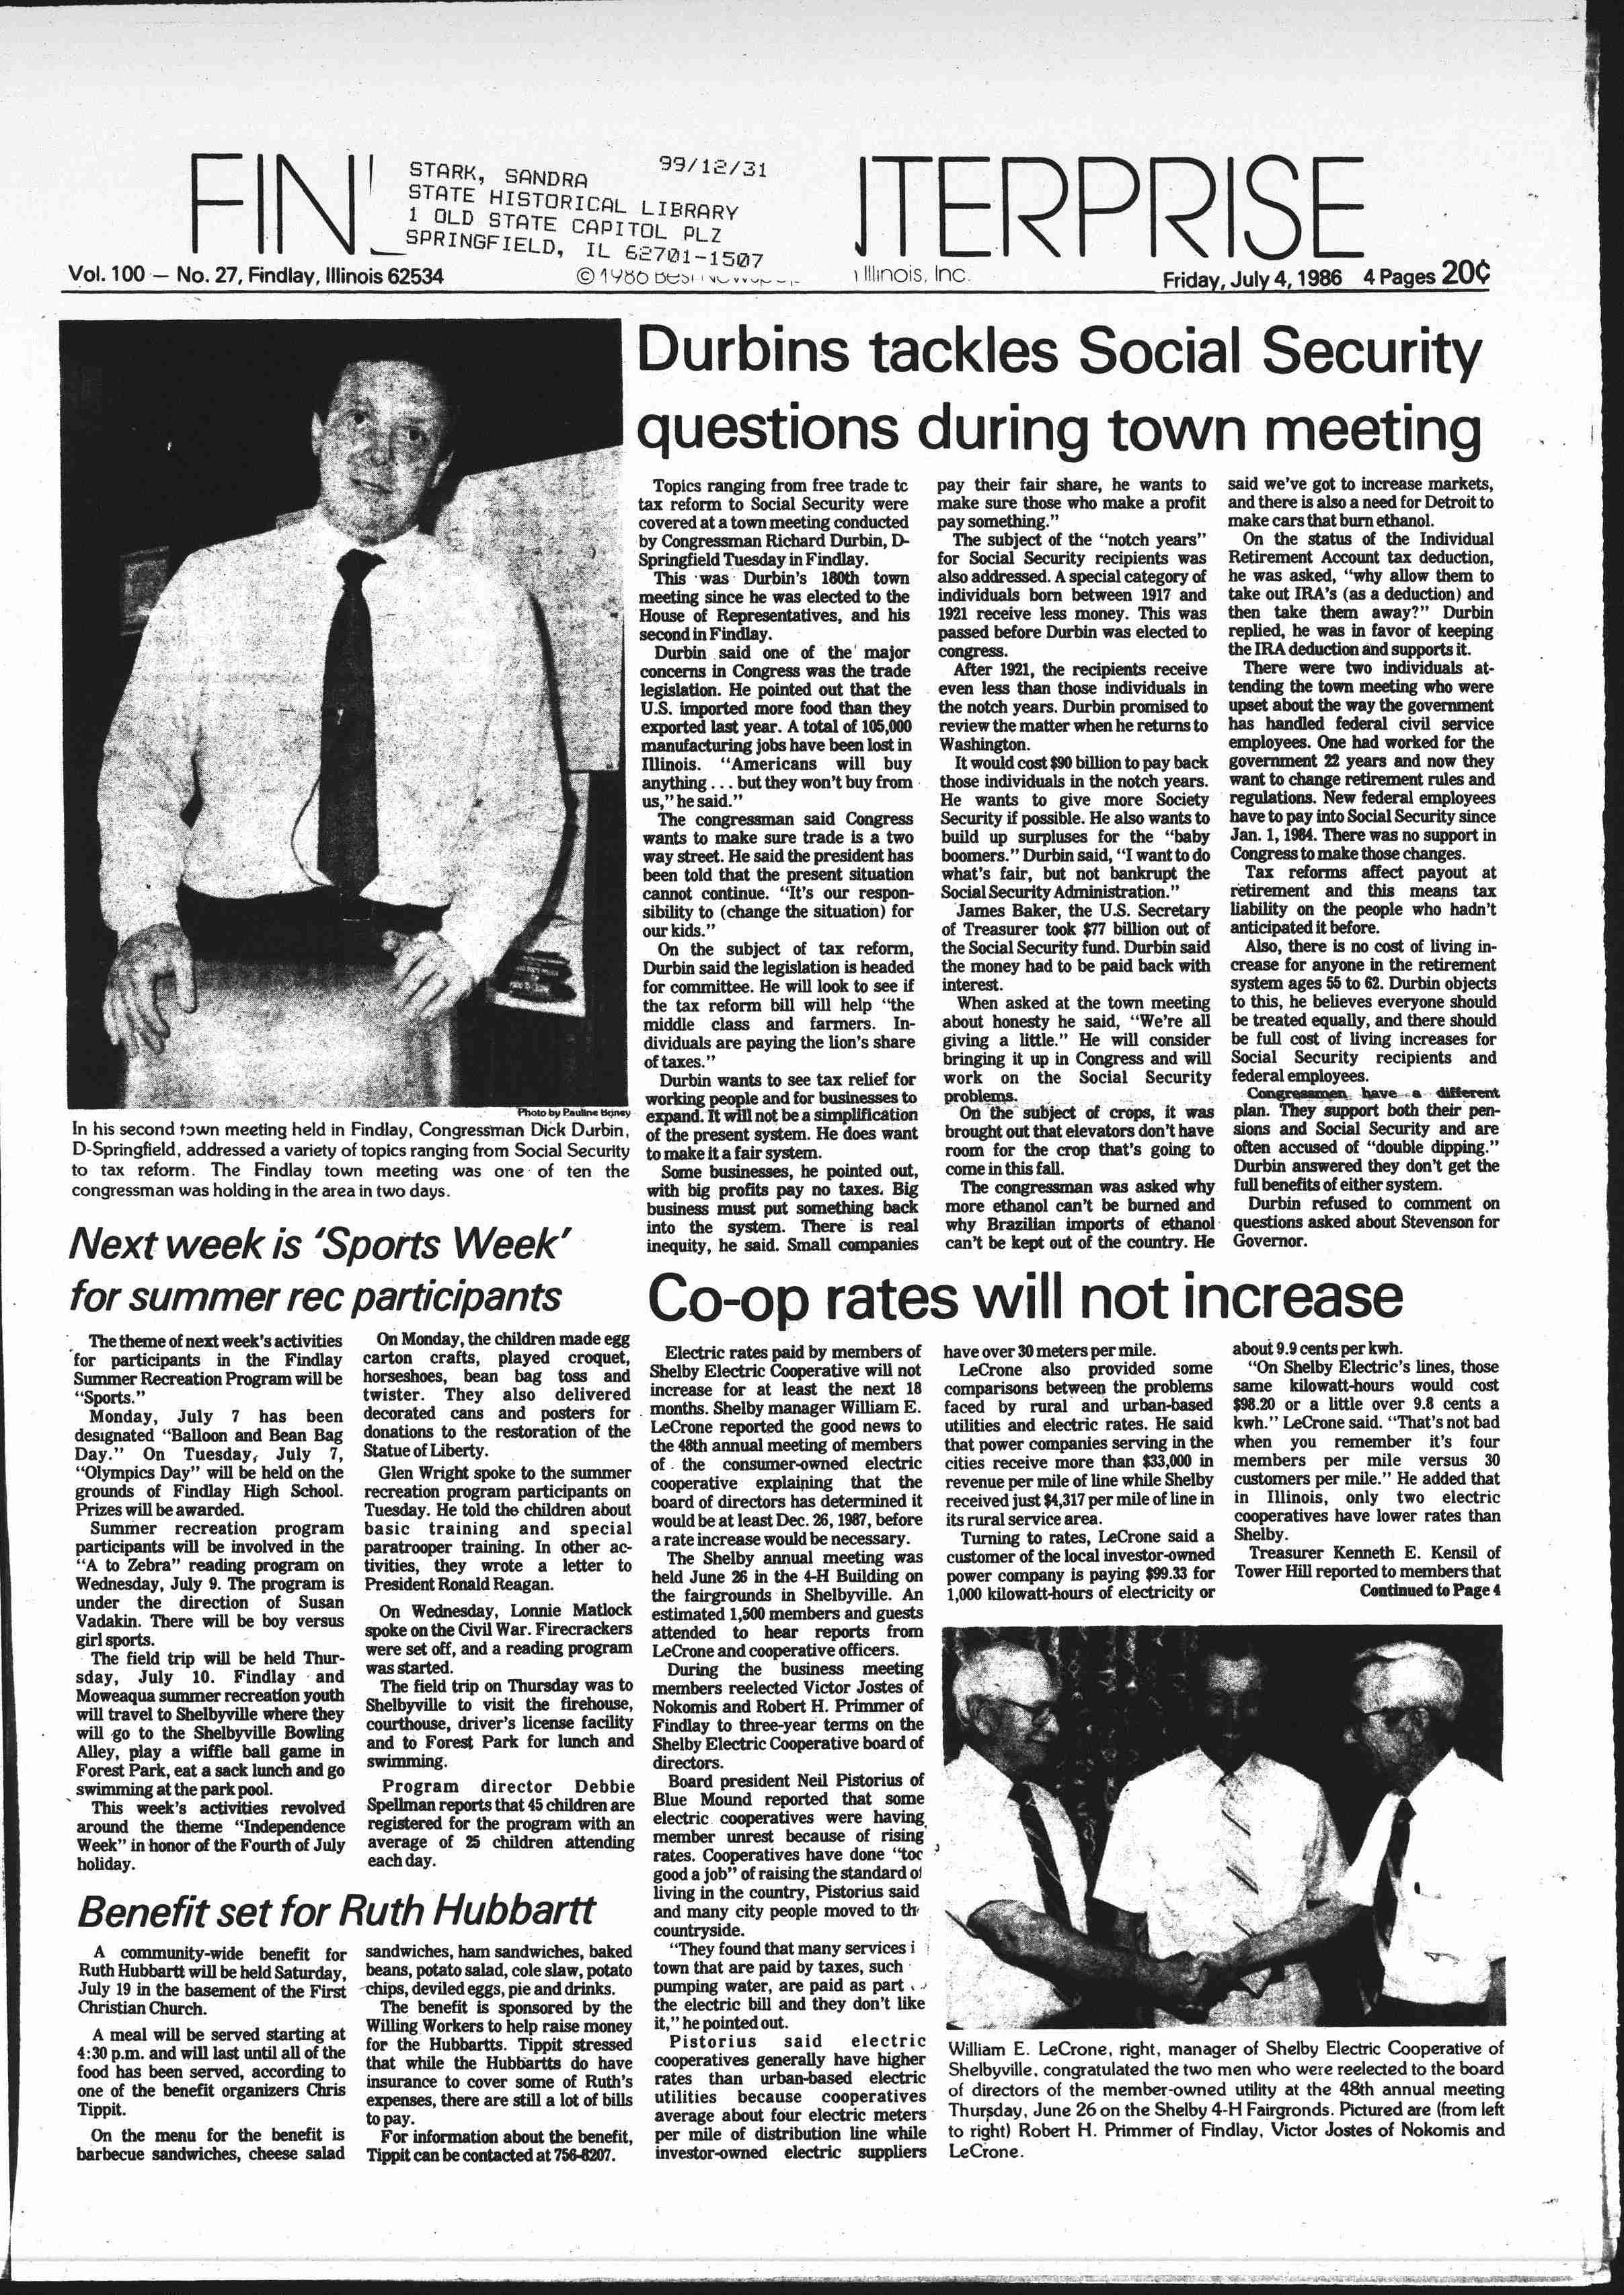 FIN
STARK, SANDRA 99/12/31
STATE HISTORICAL LIBRARY
1 OLD STATE CAPITOL PLZ
SPRINGFIELD, IL 62701-1507
TERPRISE
Vol. 100 — No. 27, Findlay, Illinois 62534
© 1986
Illinois, Inc.
Friday, July 4, 1986 4 Pages 20¢
Photo by Pauline Briney
In his second town meeting held in Findlay, Congressman Dick Durbin,
D-Springfield, addressed a variety of topics ranging from Social Security
to tax reform. The Findlay town meeting was one of ten the
congressman was holding in the area in two days.
Durbins tackles Social Security
questions during town meeting
Topics ranging from free trade to
tax reform to Social Security were
covered at a town meeting conducted
by Congressman Richard Durbin, D-
Springfield Tuesday in Findlay.
This was Durbin's 180th town
meeting since he was elected to the
House of Representatives, and his
second in Findlay.
Durbin said one of the major
concerns in Congress was the trade
legislation. He pointed out that the
U.S. imported more food than they
exported last year. A total of 105,000
manufacturing jobs have been lost in
Illinois. "Americans will buy
anything . . . but they won't buy from
us," he said."
The congressman said Congress
wants to make sure trade is a two
way street. He said the president has
been told that the present situation
cannot continue. "It's our respon-
sibility to (change the situation) for
our kids."
On the subject of tax reform,
Durbin said the legislation is headed
for committee. He will look to see if
the tax reform bill will help "the
middle class and farmers. In-
dividuals are paying the lion's share
of taxes."
Durbin wants to see tax relief for
working people and for businesses to
expand. It will not be a simplification
of the present system. He does want
to make it a fair system.
Some businesses, he pointed out,
with big profits pay no taxes. Big
business must put something back
into the system. There is real
inequity, he said. Small companies
pay their fair share, he wants to
make sure those who make a profit
pay something."
The subject of the "notch years"
for Social Security recipients was
also addressed. A special category of
individuals born between 1917 and
1921 receive less money. This was
passed before Durbin was elected to
congress.
After 1921, the recipients receive
even less than those individuals in
the notch years. Durbin promised to
review the matter when he returns to
Washington.
It would cost $90 billion to pay back
those individuals in the notch years.
He wants to give more Society
Security if possible. He also wants to
build up surpluses for the "baby
boomers." Durbin said, "I want to do
what's fair, but not bankrupt the
Social Security Administration."
James Baker, the U.S. Secretary
of Treasurer took $77 billion out of
the Social Security fund. Durbin said
the money had to be paid back with
interest.
When asked at the town meeting
about honesty he said, "We're all
giving a little." He will consider
bringing it up in Congress and will
work on the Social Security
problems.
On the subject of crops, it was
brought out that elevators don't have
room for the crop that's going to
come in this fall.
The congressman was asked why
more ethanol can't be burned and
why Brazilian imports of ethanol
can't be kept out of the country. He
said we've got to increase markets,
and there is also a need for Detroit to
make cars that burn ethanol.
On the status of the Individual
Retirement Account tax deduction,
he was asked, "why allow them to
take out IRA's (as a deduction) and
then take them away?" Durbin
replied, he was in favor of keeping
the IRA deduction and supports it.
There were two individuals at-
tending the town meeting who were
upset about the way the government
has handled federal civil service
employees. One had worked for the
government 22 years and now they
want to change retirement rules and
regulations. New federal employees
have to pay into Social Security since
Jan. 1, 1984. There was no support in
Congress to make those changes.
Tax reforms affect payout at
retirement and this means tax
liability on the people who hadn't
anticipated it before.
Also, there is no cost of living in-
crease for anyone in the retirement
system ages 55 to 62. Durbin objects
to this, he believes everyone should
be treated equally, and there should
be full cost of living increases for
Social Security recipients and
federal employees.
Congressmen have a different
plan. They support both their pen-
sions and Social Security and are
often accused of "double dipping."
Durbin answered they don't get the
full benefits of either system.
Durbin refused to comment on
questions asked about Stevenson for
Governor.
Next week is 'Sports Week'
for summer rec participants
The theme of next week's activities
for participants in the Findlay
Summer Recreation Program will be
"Sports."
Monday, July 7 has been
designated "Balloon and Bean Bag
Day." On Tuesday, July 7,
"Olympics Day" will be held on the
grounds of Findlay High School.
Prizes will be awarded.
Summer recreation program
participants will be involved in the
"A to Zebra" reading program on
Wednesday, July 9. The program is
under the direction of Susan
Vadakin. There will be boy versus
girl sports.
The field trip will be held Thur-
sday, July 10. Findlay and
Moweaqua summer recreation youth
will travel to Shelbyville where they
will go to the Shelbyville Bowling
Alley, play a wiffle ball game in
Forest Park, eat a sack lunch and go
swimming at the park pool.
This week's activities revolved
around the theme "Independence
Week" in honor of the Fourth of July
holiday.
On Monday, the children made egg
carton crafts, played croquet,
horseshoes, bean bag toss and
twister. They also delivered
decorated cans and posters for
donations to the restoration of the
Statue of Liberty.
Glen Wright spoke to the summer
recreation program participants on
Tuesday. He told the children about
basic training and special
paratrooper training. In other ac-
tivities, they wrote a letter to
President Ronald Reagan.
On Wednesday, Lonnie Matlock
spoke on the Civil War. Firecrackers
were set off, and a reading program
was started.
The field trip on Thursday was to
Shelbyville to visit the firehouse,
courthouse, driver's license facility
and to Forest Park for lunch and
swimming.
Program director Debbie
Spellman reports that 45 children are
registered for the program with an
average of 25 children attending
each day.
Benefit set for Ruth Hubbartt
A community-wide benefit for
Ruth Hubbartt will be held Saturday,
July 19 in the basement of the First
Christian Church.
A meal will be served starting at
4:30 p.m. and will last until all of the
food has been served, according to
one of the benefit organizers Chris
Tippit.
On the menu for the benefit is
barbecue sandwiches, cheese salad
sandwiches, ham sandwiches, baked
beans, potato salad, cole slaw, potato
chips, deviled eggs, pie and drinks.
The benefit is sponsored by the
Willing Workers to help raise money
for the Hubbartts. Tippit stressed
that while the Hubbartts do have
insurance to cover some of Ruth's
expenses, there are still a lot of bills
to pay.
For information about the benefit,
Tippit can be contacted at 756-8207.
Co-op rates will not increase
Electric rates paid by members of
Shelby Electric Cooperative will not
increase for at least the next 18
months. Shelby manager William E.
LeCrone reported the good news to
the 48th annual meeting of members
of the consumer-owned electric
cooperative explaining that the
board of directors has determined it
would be at least Dec. 26, 1987, before
a rate increase would be necessary.
The Shelby annual meeting was
held June 26 in the 4-H Building on
the fairgrounds in Shelbyville. An
estimated 1,500 members and guests
attended to hear reports from
LeCrone and cooperative officers.
During the business meeting
members reelected Victor Jostes of
Nokomis and Robert H. Primmer of
Findlay to three-year terms on the
Shelby Electric Cooperative board of
directors.
Board president Neil Pistorius of
Blue Mound reported that some
electric cooperatives were having
member unrest because of rising
rates. Cooperatives have done "too
good a job" of raising the standard of
living in the country, Pistorius said
and many city people moved to the
countryside.
"They found that many services i
town that are paid by taxes, such
pumping water, are paid as part
the electric bill and they don't like
it," he pointed out.
Pistorius said electric
cooperatives generally have higher
rates than urban-based electric
utilities because cooperatives
average about four electric meters
per mile of distribution line while
investor-owned electric suppliers
have over 30 meters per mile.
LeCrone also provided some
comparisons between the problems
faced by rural and urban-based
utilities and electric rates. He said
that power companies serving in the
cities receive more than $33,000 in
revenue per mile of line while Shelby
received just $4,317 per mile of line in
its rural service area.
Turning to rates, LeCrone said a
customer of the local investor-owned
power company is paying $99.33 for
1,000 kilowatt-hours of electricity or
about 9.9 cents per kwh.
"On Shelby Electric's lines, those
same kilowatt-hours would cost
$98.20 or a little over 9.8 cents a
kwh." LeCrone said. "That's not bad
when you remember it's four
members per mile versus 30
customers per mile." He added that
in Illinois, only two electric
cooperatives have lower rates than
Shelby.
Treasurer Kenneth E. Kensil of
Tower Hill reported to members that
Continued to Page 4
William E. LeCrone, right, manager of Shelby Electric Cooperative of
Shelbyville, congratulated the two men who were reelected to the board
of directors of the member-owned utility at the 48th annual meeting
Thursday, June 26 on the Shelby 4-H Fairgronds. Pictured are (from left
to right) Robert H. Primmer of Findlay, Victor Jostes of Nokomis and
LeCrone.